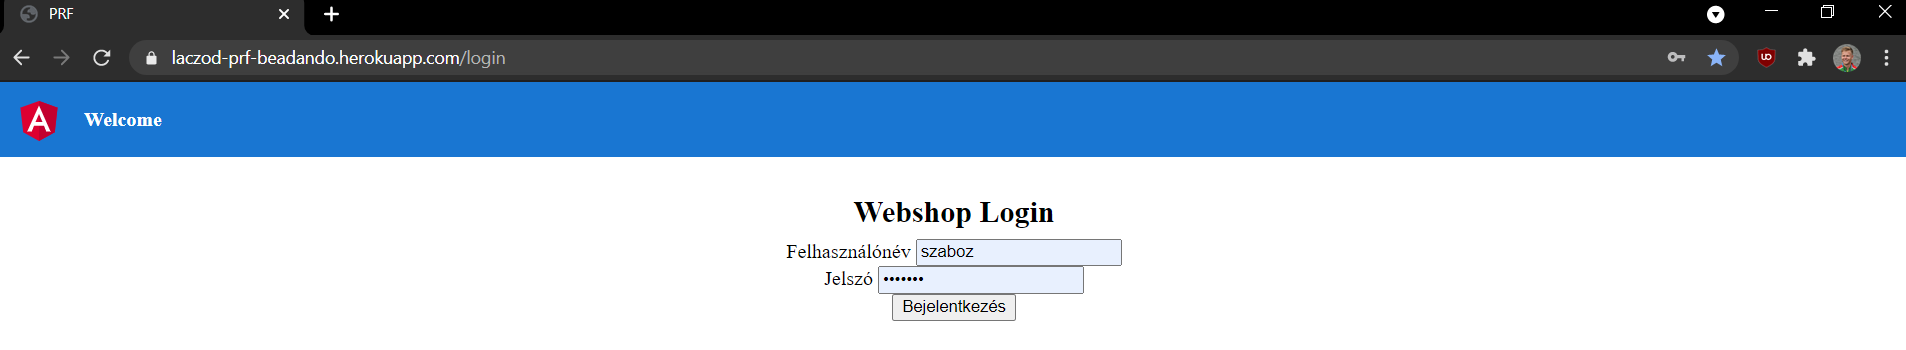 PRF
laczod-prf-beadando.herokuapp.com/login
Welcome
Webshop Login
Felhasználónév szaboz
Jelszó •••••••
Bejelentkezés